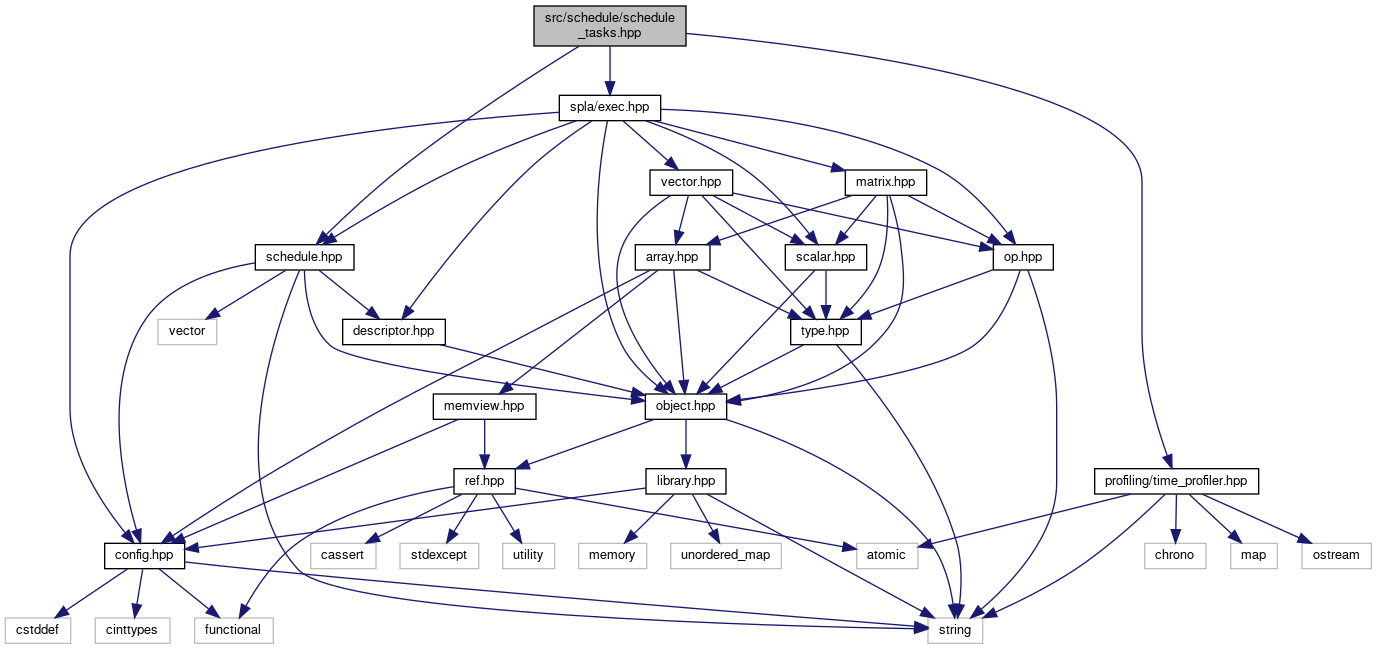 src/schedule/schedule
_tasks.hpp
spla/exec.hpp
vector.hpp
matrix.hpp
schedule.hpp
array.hpp
scalar.hpp
op.hpp
vector
descriptor.hpp
type.hpp
memview.hpp
object.hpp
ref.hpp
library.hpp
profiling/time_profiler.hpp
config.hpp
cassert
stdexcept
utility
memory
unordered_map
atomic
chrono
map
ostream
cstddef
cinttypes
functional
string